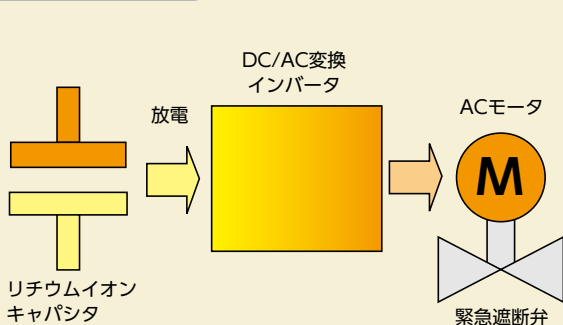 DC/AC変換
インバータ
放電
ACモータ
M
リチウムイオン
キャパシタ
緊急遮断弁